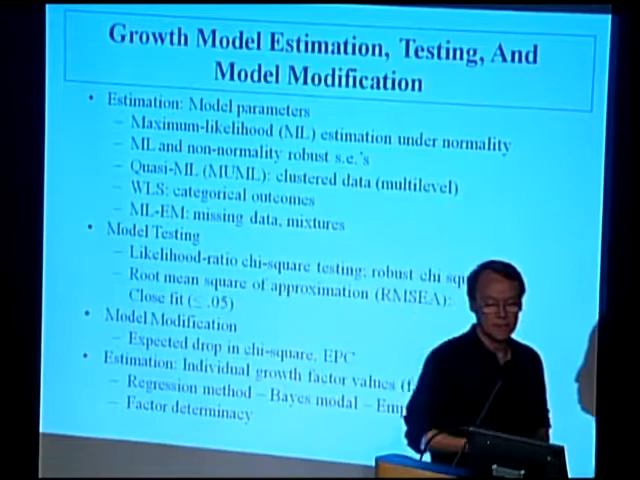 Growth Model Estimation, Testing, And
Model Modification
• Estimation: Model parameters
– Maximum-likelihood (ML) estimation under normality
– ML and non-normality robust s.e.'s
– Quasi-ML (MUML): clustered data (multilevel)
– WLS: categorical outcomes
– ML-EM: missing data, mixtures
• Model Testing
– Likelihood-ratio chi-square testing; robust chi
– Root mean square of approximation (RMSEA):
Close fit (≤ .05)
• Model Modification
– Expected drop in chi-square, EPC
• Estimation: Individual growth factor values
– Regression method – Bayes modal –
– Factor determinacy